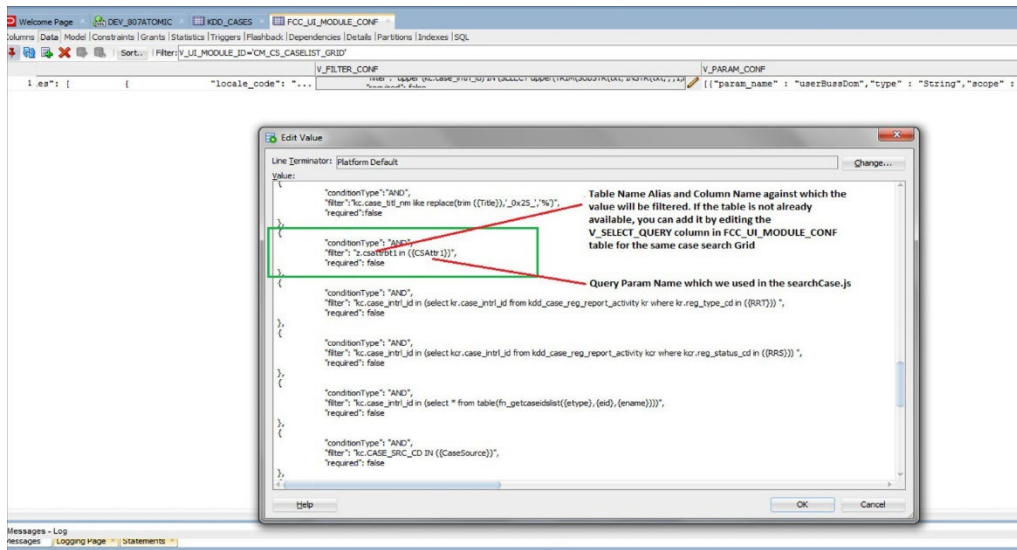 Welcome Page DEV_807ATOMIC KDD_CASES FCC_UI_MODULE_CONF
Columns Data Model Constraints Grants Statistics Triggers Flashback Dependencies Details Partitions Indexes SQL
Sort.. Filter: V_UI_MODULE_ID='CM_CS_CASELIST_GRID'
V_FILTER_CONF V_PARAM_CONF
1 es": [ { "locale_code": "... "required": false [{"param_name" : "userBussDom","type" : "String","scope" :
Edit Value
Line Terminator: Platform Default Change...
Value:
{
"conditionType":"AND",
"filter":"kc.case_titl_nm like replace(trim ({Title}),'_0x25_','%')",
"required":false
},
{
"conditionType": "AND",
"filter": "z.csattrbt1 in ({CSAttr1})",
"required": false
},
{
"conditionType": "AND",
"filter": "kc.case_intrl_id in (select kr.case_intrl_id from kdd_case_reg_report_activity kr where kr.reg_type_cd in ({RRT})) ",
"required": false
},
{
"conditionType": "AND",
"filter": "kc.case_intrl_id in (select kcr.case_intrl_id from kdd_case_reg_report_activity kcr where kcr.reg_status_cd in ({RRS})) ",
"required": false
},
{
"conditionType": "AND",
"filter": "kc.case_intrl_id in (select * from table(fn_getcaseidslist({etype},{eid},{ename})))",
"required": false
},
{
"conditionType": "AND",
"filter": "kc.CASE_SRC_CD IN ({CaseSource})",
"required": false
},
Table Name Alias and Column Name against which the
value will be filtered. If the table is not already
available, you can add it by editing the
V_SELECT_QUERY column in FCC_UI_MODULE_CONF
table for the same case search Grid
Query Param Name which we used in the searchCase.js
Help OK Cancel
Messages - Log
Messages Logging Page Statements